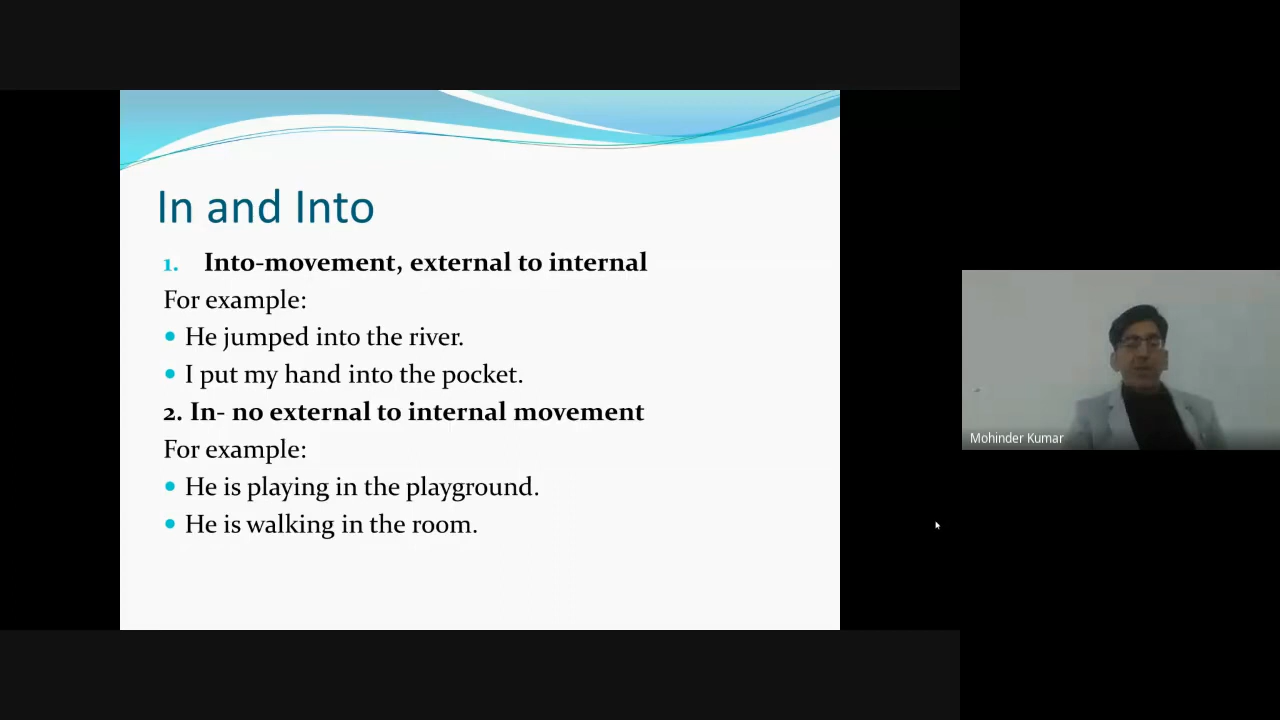 In and Into
1. Into-movement, external to internal
For example:
• He jumped into the river.
• I put my hand into the pocket.
2. In- no external to internal movement
For example:
• He is playing in the playground.
• He is walking in the room.
Mohinder Kumar